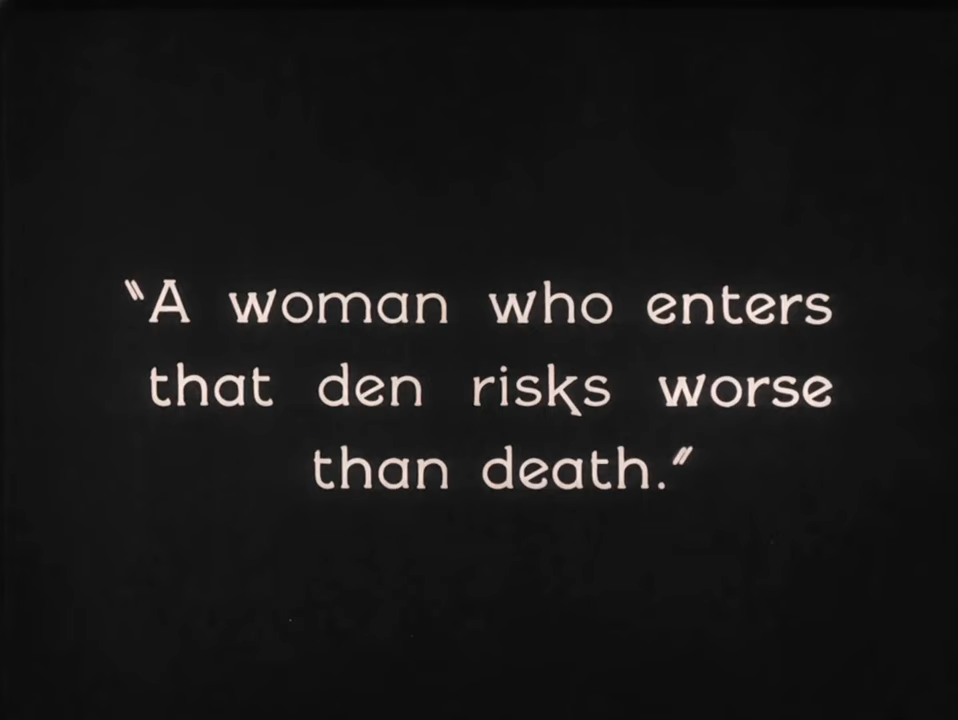 "A woman who enters
that den risks worse
than death."